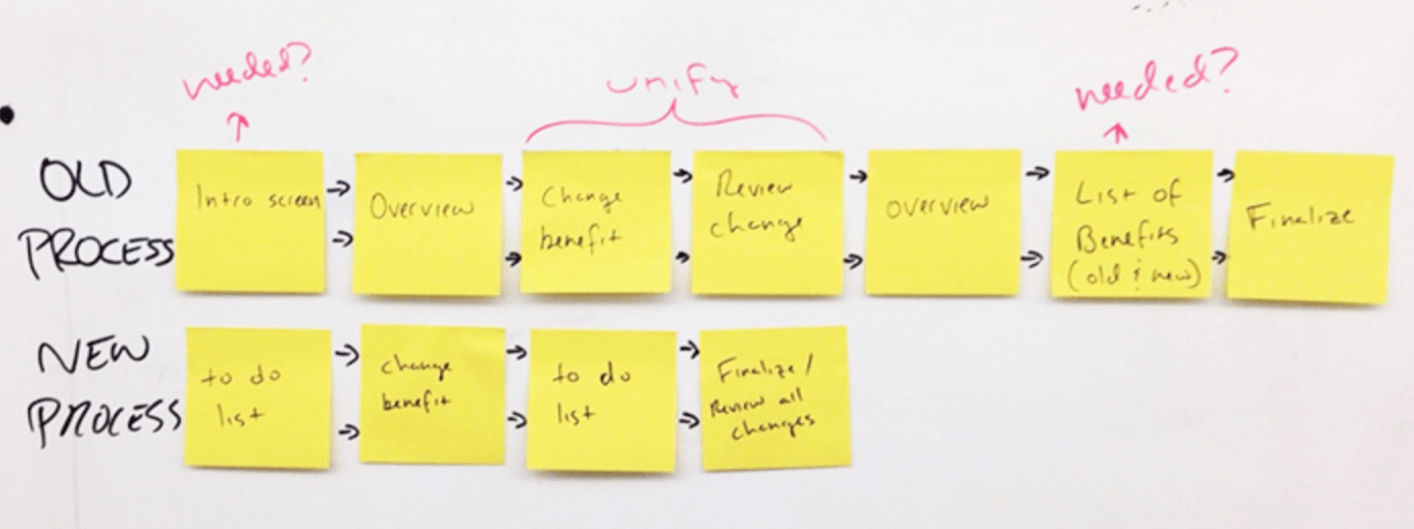 needed?
unify
needed?
OLD
PROCESS
Intro screen
Overview
Change
benefit
Review
change
overview
List of
Benefits
(old & new)
Finalize
NEW
PROCESS
to do
list
change
benefit
to do
list
Finalize /
Review all
changes